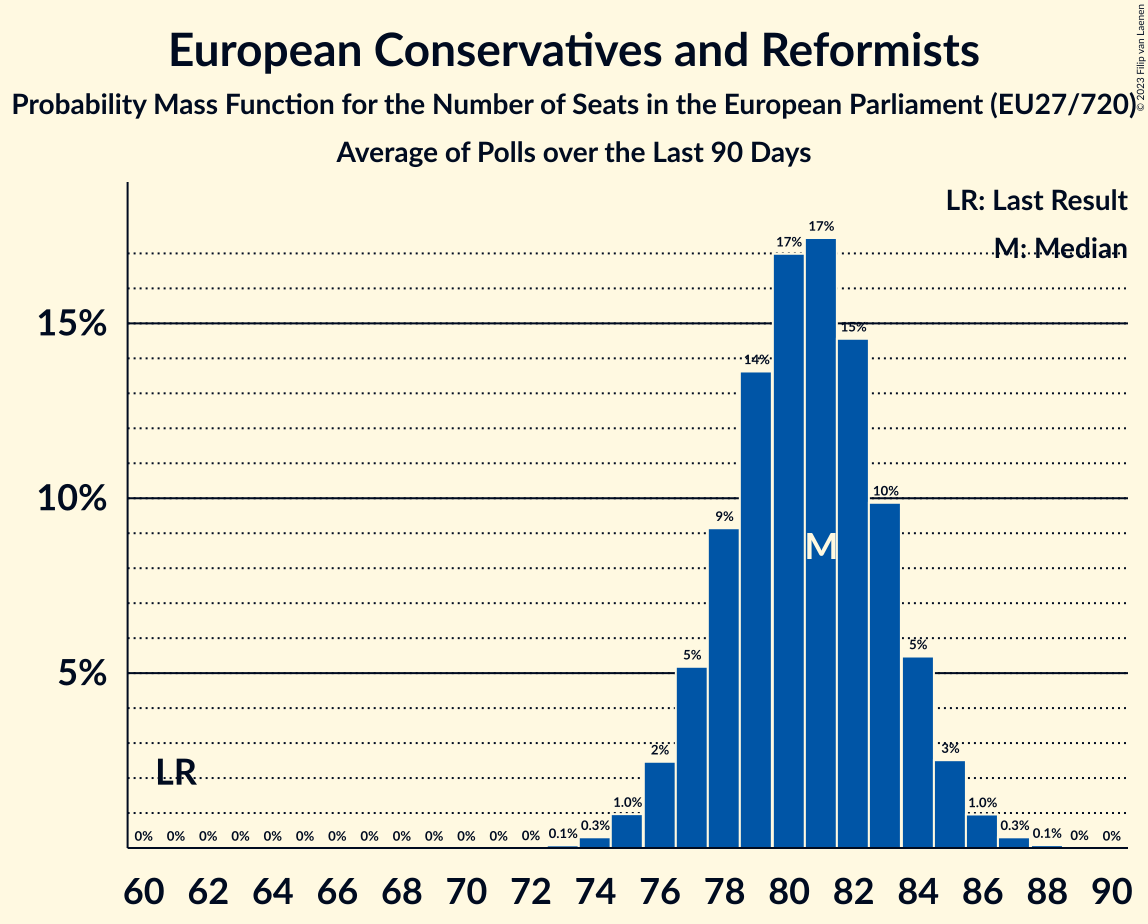 European Conservatives and Reformists
Probability Mass Function for the Number of Seats in the European Parliament (EU27/720)
Average of Polls over the Last 90 Days
© 2023 Filip van Laenen
LR: Last Result
M: Median
15%
10%
5%
LR
M
0% 0% 0% 0% 0% 0% 0% 0% 0% 0% 0% 0% 0% 0.1% 0.3% 1.0% 2% 5% 9% 14% 17% 17% 15% 10% 5% 3% 1.0% 0.3% 0.1% 0% 0%
60 62 64 66 68 70 72 74 76 78 80 82 84 86 88 90